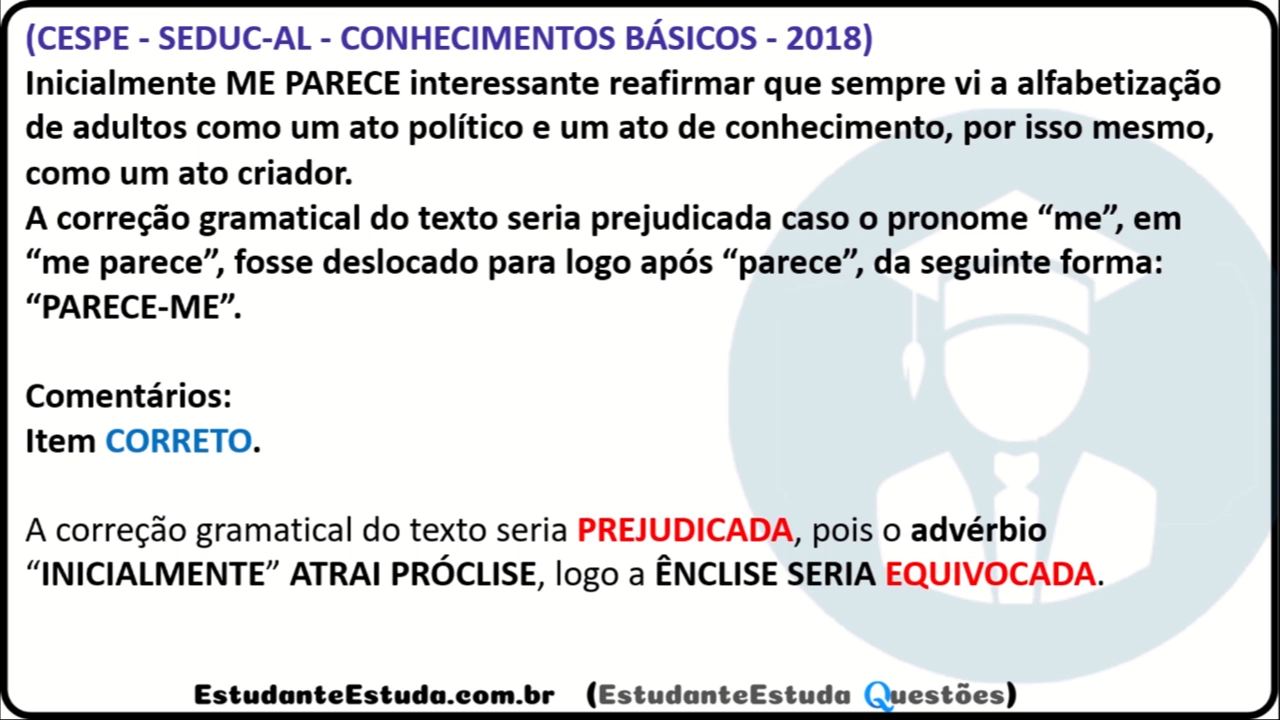 (CESPE - SEDUC-AL - CONHECIMENTOS BÁSICOS - 2018)
Inicialmente ME PARECE interessante reafirmar que sempre vi a alfabetização
de adultos como um ato político e um ato de conhecimento, por isso mesmo,
como um ato criador.
A correção gramatical do texto seria prejudicada caso o pronome “me”, em
“me parece”, fosse deslocado para logo após “parece”, da seguinte forma:
“PARECE-ME”.
Comentários:
Item CORRETO.
A correção gramatical do texto seria PREJUDICADA, pois o advérbio
“INICIALMENTE” ATRAI PRÓCLISE, logo a ÊNCLISE SERIA EQUIVOCADA.
EstudanteEstuda.com.br (EstudanteEstuda Questões)